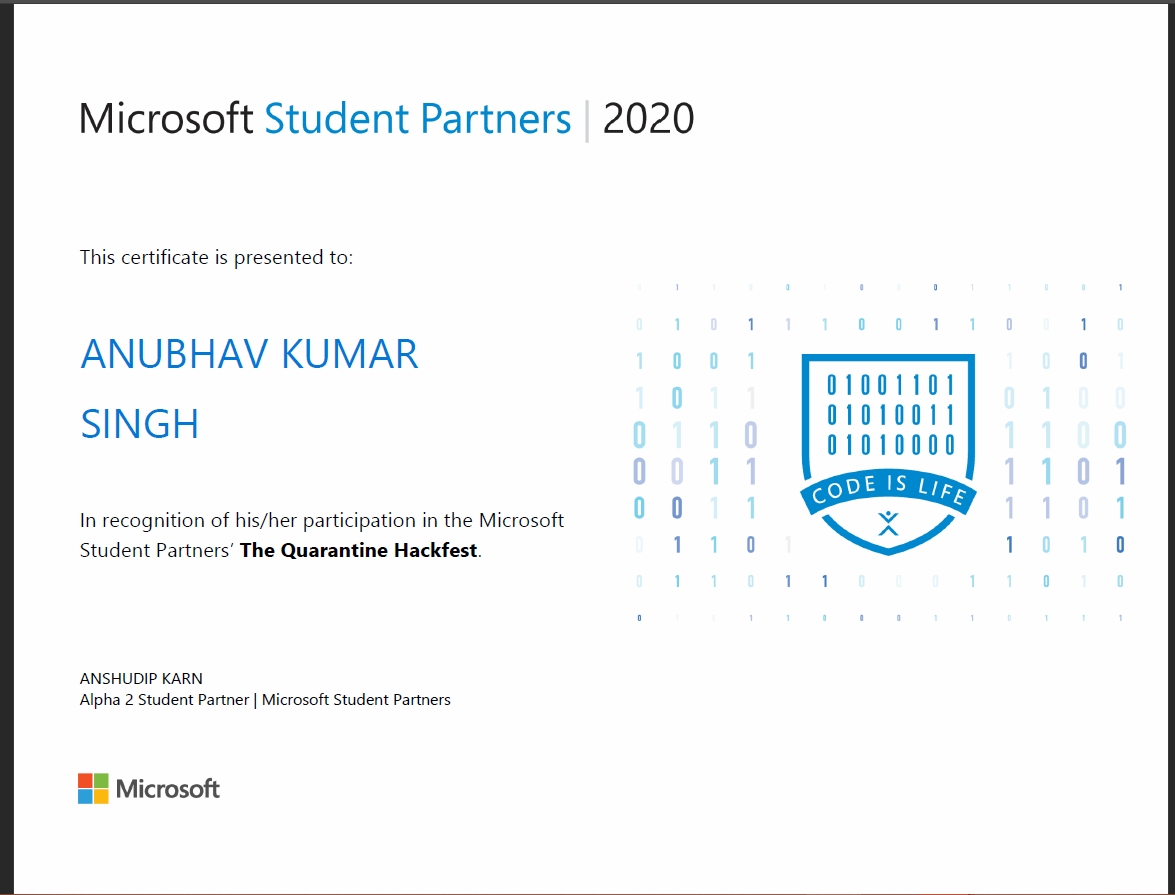 Microsoft Student Partners | 2020
This certificate is presented to:
ANUBHAV KUMAR
SINGH
In recognition of his/her participation in the Microsoft
Student Partners’ The Quarantine Hackfest.
01001101
01010011
01010000
CODE IS LIFE
ANSHUDIP KARN
Alpha 2 Student Partner | Microsoft Student Partners
Microsoft